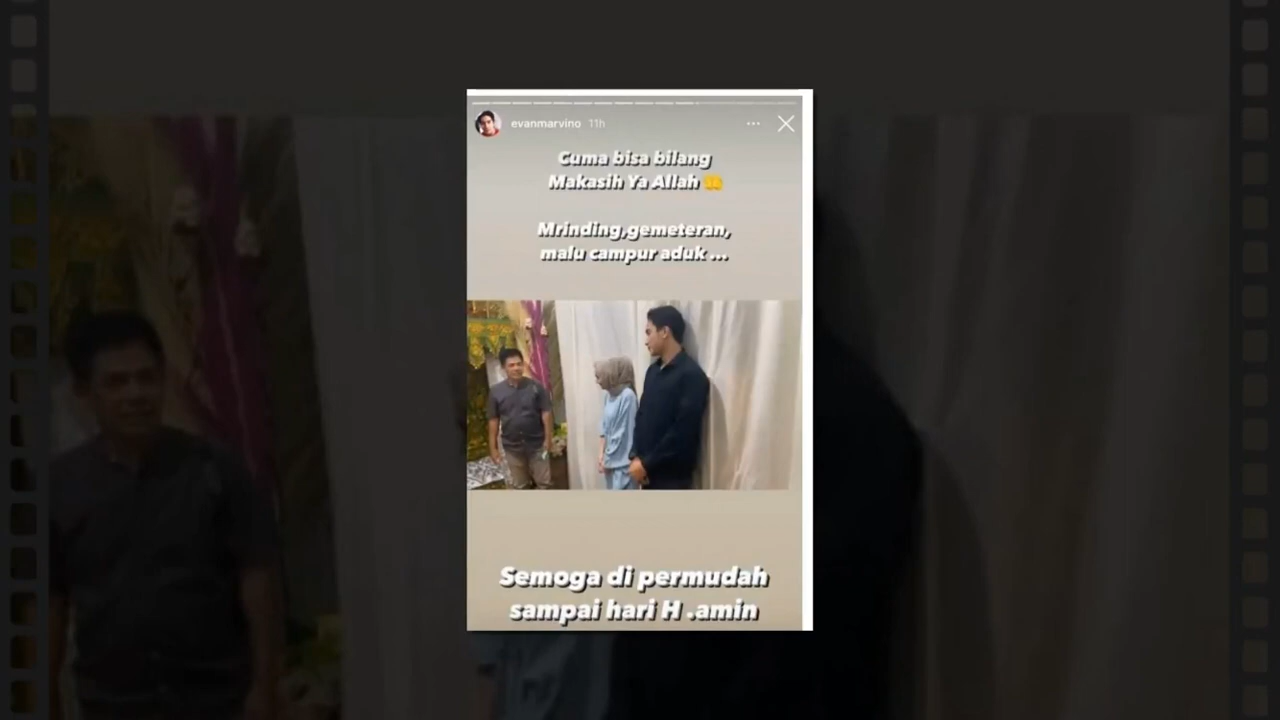 evanmarvino 11h
Cuma bisa bilang
Makasih Ya Allah
Mrinding,gemeteran,
malu campur aduk ...
Semoga di permudah
sampai hari H .amin